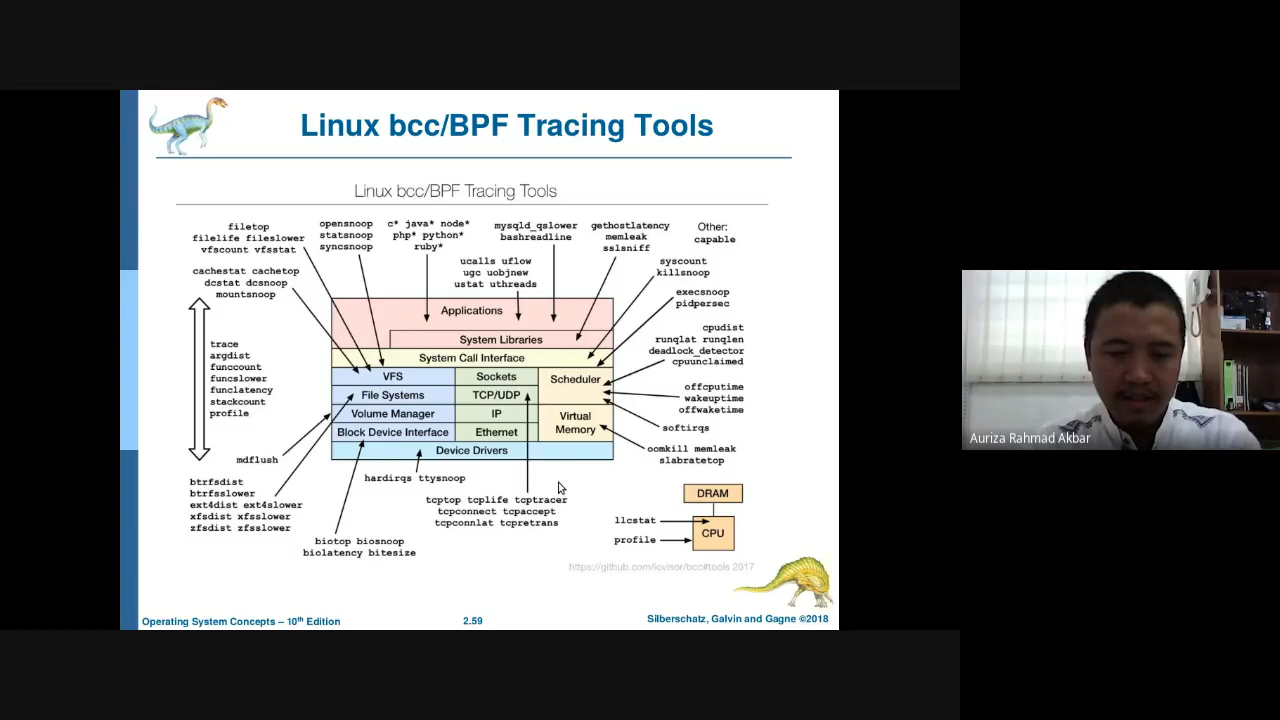 Linux bcc/BPF Tracing Tools
Linux bcc/BPF Tracing Tools
filetop
filelife fileslower
vfscount vfsstat
opensnoop
statsnoop
syncsnoop
c* java* node*
php* python*
ruby*
mysqld_qslower
bashreadline
gethostlatency
memleak
sslsniff
Other:
capable
cachestat cachetop
dcstat dcsnoop
mountsnoop
ucalls uflow
ugc uobjnew
ustat uthreads
syscount
killsnoop
execsnoop
pidpersec
trace
argdist
funccount
funcslower
funclatency
stackcount
profile
Applications
System Libraries
System Call Interface
VFS
Sockets
Scheduler
File Systems
TCP/UDP
Volume Manager
IP
Virtual
Memory
Block Device Interface
Ethernet
Device Drivers
cpudist
runqlat runqlen
deadlock_detector
cpuunclaimed
offcputime
wakeuptime
offwaketime
softirqs
oomkill memleak
slabratetop
mdflush
btrfsdist
btrfsslower
ext4dist ext4slower
xfsdist xfsslower
zfsdist zfsslower
hardirqs ttysnoop
tcptop tcplife tcptracer
tcpconnect tcpaccept
tcpconnlat tcpretrans
biotop biosnoop
biolatency bitesize
DRAM
llcstat
CPU
profile
https://github.com/iovisor/bcc#tools 2017
Operating System Concepts – 10th Edition
2.59
Silberschatz, Galvin and Gagne ©2018
Auriza Rahmad Akbar